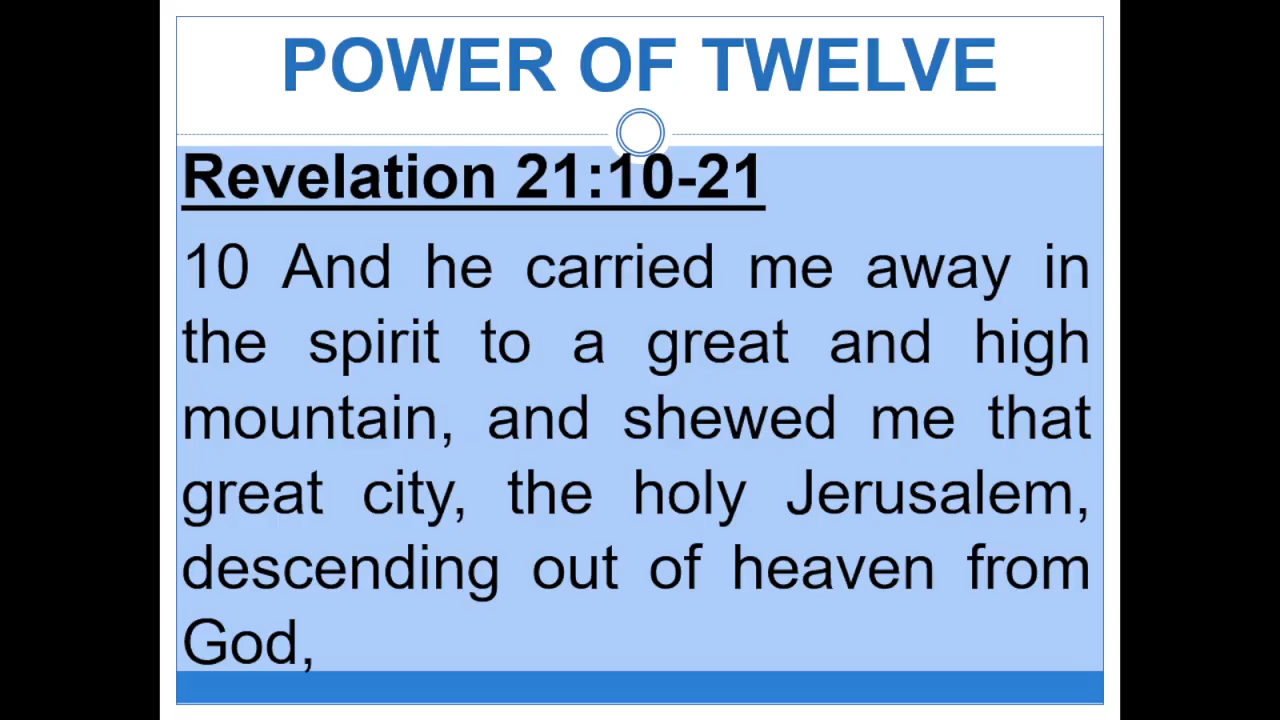 POWER OF TWELVE
Revelation 21:10-21
10 And he carried me away in
the spirit to a great and high
mountain, and shewed me that
great city, the holy Jerusalem,
descending out of heaven from
God,